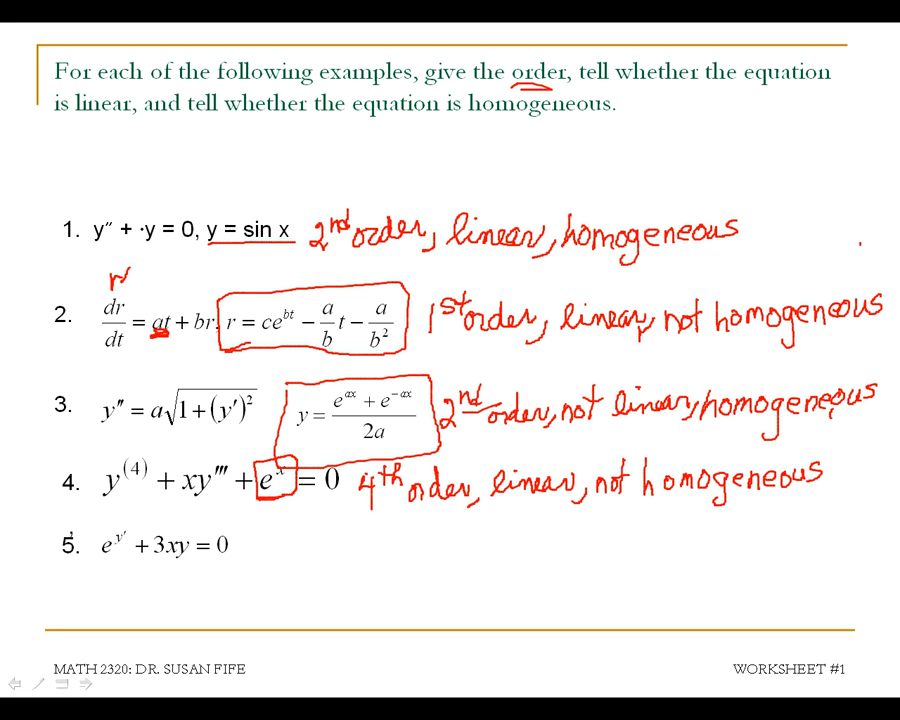 For each of the following examples, give the order, tell whether the equation
is linear, and tell whether the equation is homogeneous.
1. y″ + ·y = 0, y = sin x 2nd order, linear, homogeneous
r′
2. dr/dt = at + br, r = ce^{bt} − a/b t − a/b² 1st order, linear, not homogeneous
3. y″ = a√(1+(y′)²) y = (e^{ax} + e^{−ax})/2a 2nd order, not linear, homogeneous
4. y^{(4)} + xy‴ + e^x = 0 4th order, linear, not homogeneous
5. e^{y′} + 3xy = 0
MATH 2320: DR. SUSAN FIFE WORKSHEET #1